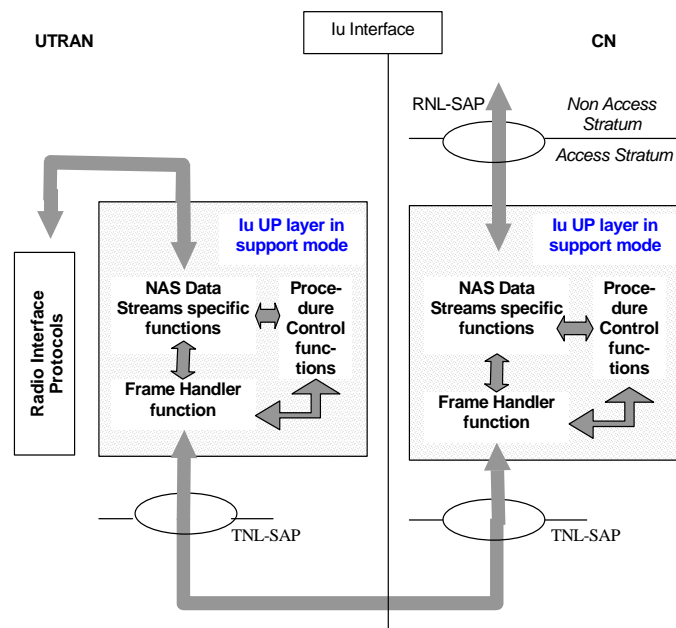 Iu Interface
UTRAN
CN
RNL-SAP
Non Access
Stratum
Access Stratum
Iu UP layer in
support mode
NAS Data
Streams specific
functions
Proce-
dure
Control
func-
tions
Frame Handler
function
Radio Interface
Protocols
TNL-SAP
Iu UP layer in
support mode
NAS Data
Streams specific
functions
Proce-
dure
Control
func-
tions
Frame Handler
function
TNL-SAP